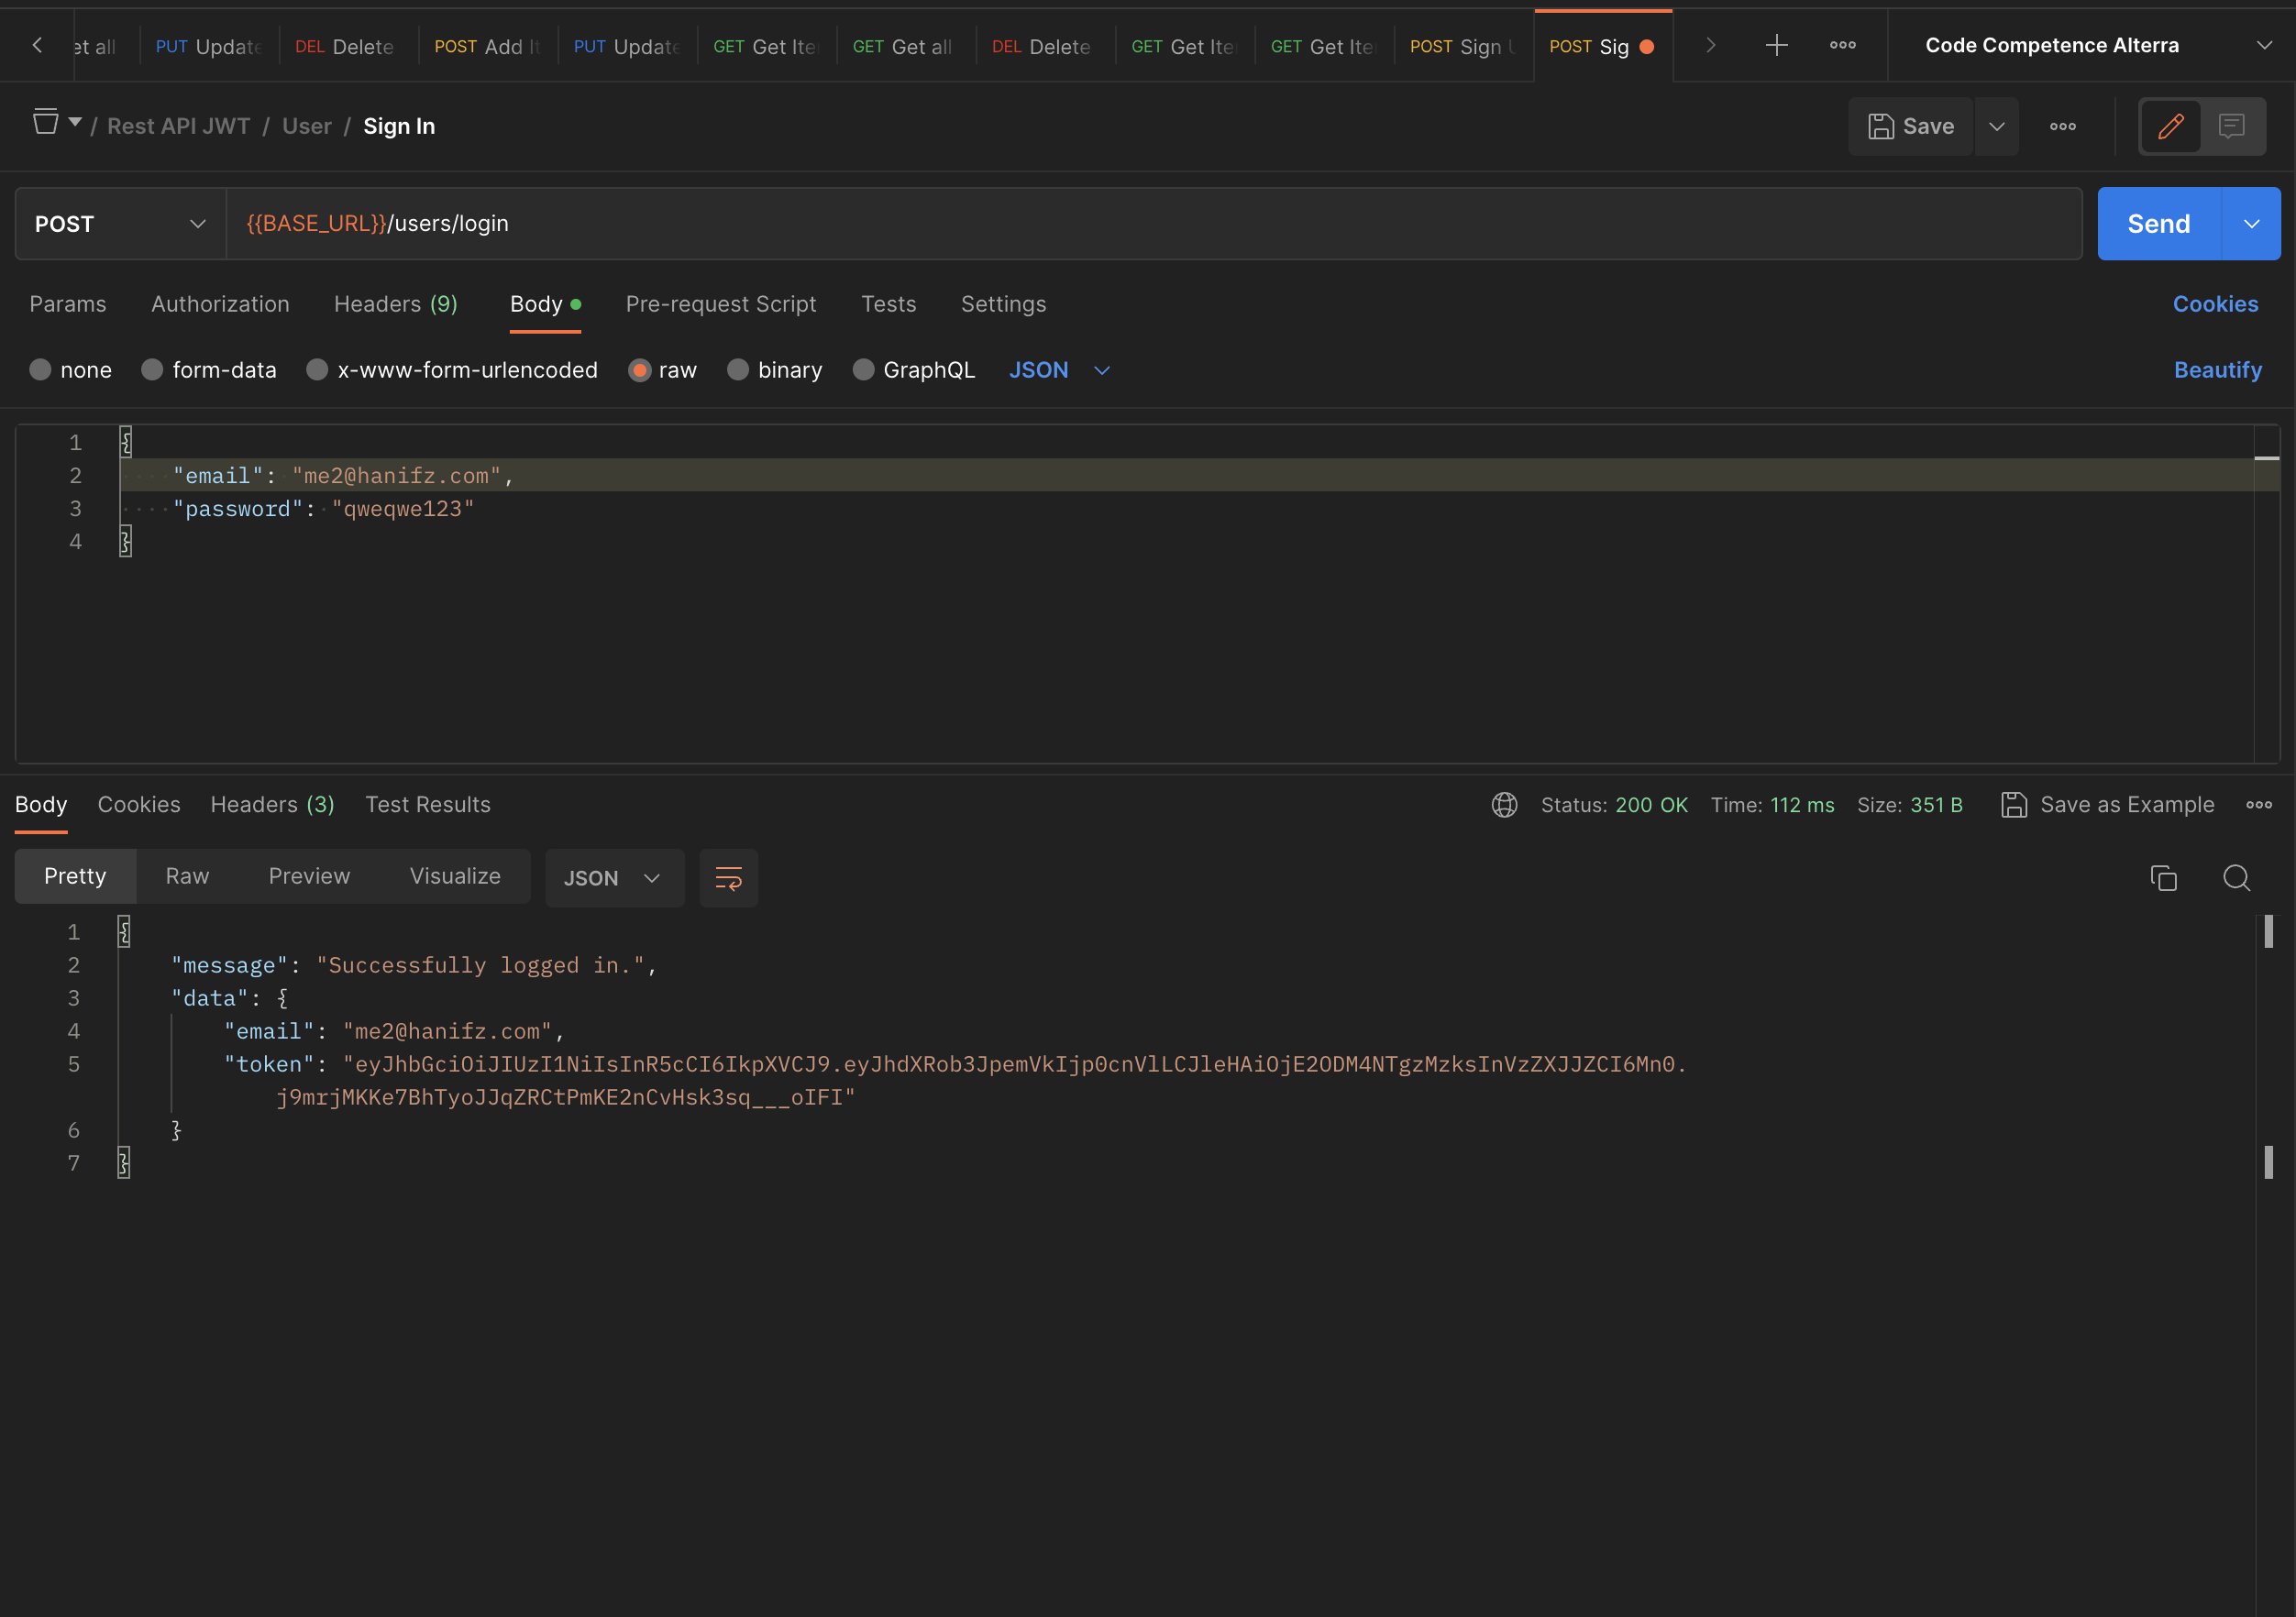 et all PUT Update DEL Delete POST Add It PUT Update GET Get Ite GET Get all DEL Delete GET Get Ite GET Get Ite POST Sign U POST Sig Code Competence Alterra
/ Rest API JWT / User / Sign In Save
POST {{BASE_URL}}/users/login Send
Params Authorization Headers (9) Body Pre-request Script Tests Settings Cookies
none form-data x-www-form-urlencoded raw binary GraphQL JSON Beautify
1 {
2 "email": "me2@hanifz.com",
3 "password": "qweqwe123"
4 }
Body Cookies Headers (3) Test Results Status: 200 OK Time: 112 ms Size: 351 B Save as Example
Pretty Raw Preview Visualize JSON
1 {
2 "message": "Successfully logged in.",
3 "data": {
4 "email": "me2@hanifz.com",
5 "token": "eyJhbGciOiJIUzI1NiIsInR5cCI6IkpXVCJ9.eyJhdXRob3JpemVkIjp0cnVlLCJleHAiOjE2ODM4NTgzMzksInVzZXJJZCI6Mn0.
j9mrjMKKe7BhTyoJJqZRCtPmKE2nCvHsk3sq___oIFI"
6 }
7 }